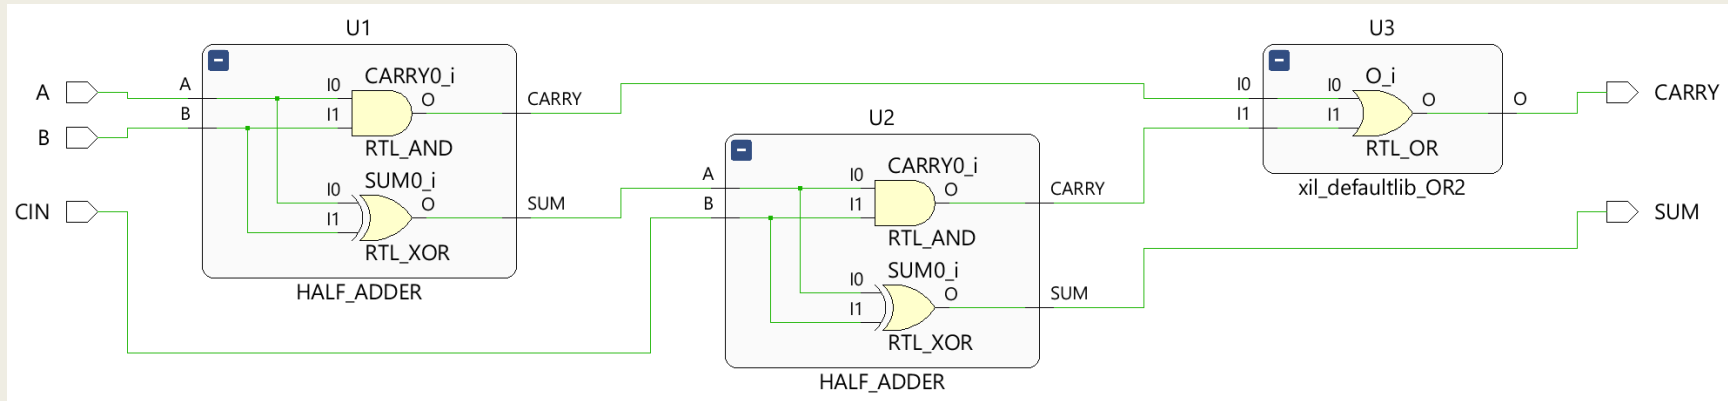 U1
U3
A
A
B
B
CIN
I0
I1
CARRY0_i
O
RTL_AND
CARRY
I0
I1
SUM0_i
O
RTL_XOR
SUM
HALF_ADDER
U2
A
B
I0
I1
CARRY0_i
O
RTL_AND
CARRY
I0
I1
SUM0_i
O
RTL_XOR
SUM
HALF_ADDER
I0
I1
I0
I1
O_i
O
RTL_OR
O
xil_defaultlib_OR2
CARRY
SUM